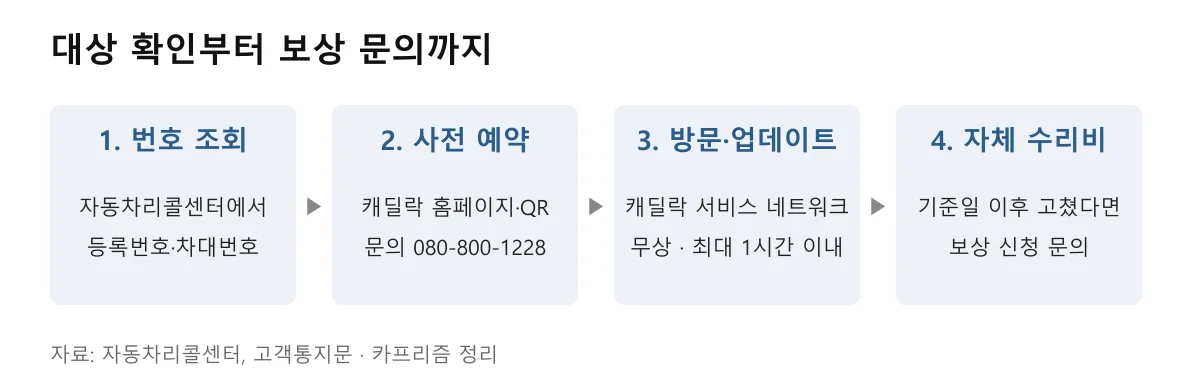 대상 확인부터 보상 문의까지
1. 번호 조회
자동차리콜센터에서
등록번호·차대번호
2. 사전 예약
캐딜락 홈페이지·QR
문의 080-800-1228
3. 방문·업데이트
캐딜락 서비스 네트워크
무상 · 최대 1시간 이내
4. 자체 수리비
기준일 이후 고쳤다면
보상 신청 문의
자료: 자동차리콜센터, 고객통지문 · 카프리즘 정리